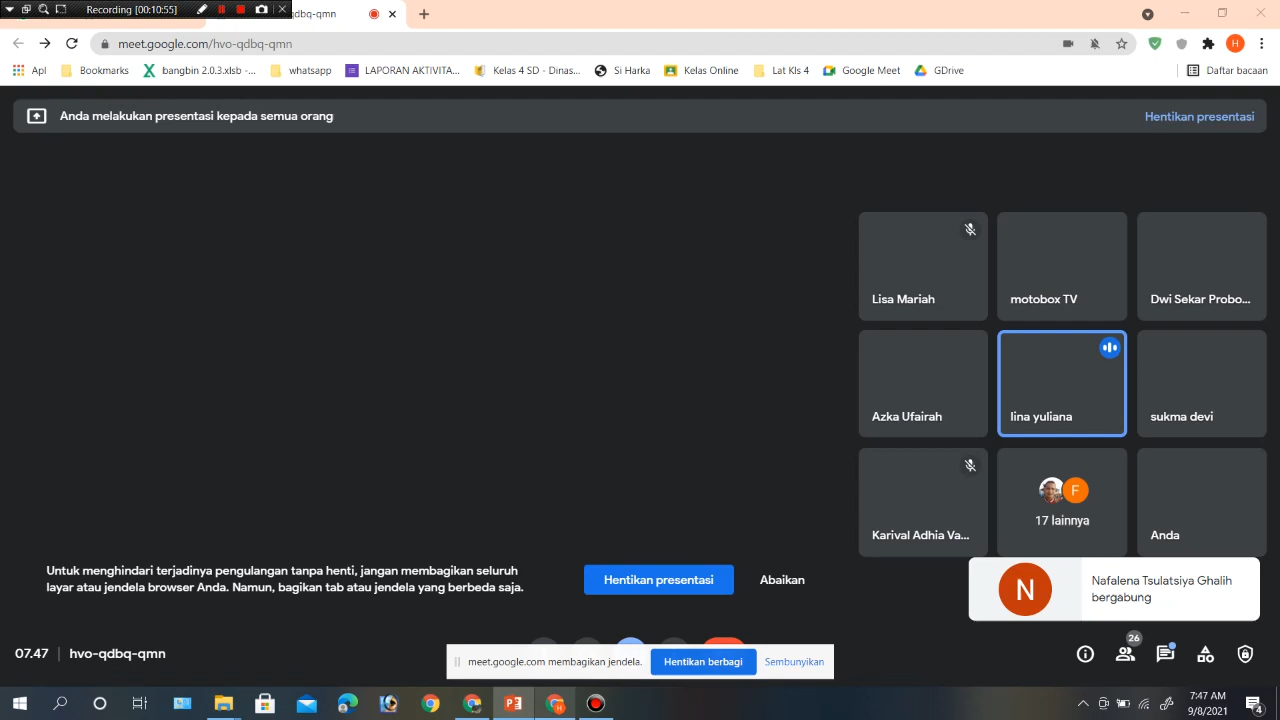 Recording [00:10:55]
dbq-qmn
meet.google.com/hvo-qdbq-qmn
H
Apl
Bookmarks
bangbin 2.0.3.xlsb -...
whatsapp
LAPORAN AKTIVITA...
Kelas 4 SD - Dinas...
Si Harka
Kelas Online
Lat Kls 4
Google Meet
GDrive
Daftar bacaan
Anda melakukan presentasi kepada semua orang
Hentikan presentasi
Lisa Mariah
motobox TV
Dwi Sekar Probo...
Azka Ufairah
lina yuliana
sukma devi
Karival Adhia Va...
F
17 lainnya
Anda
Untuk menghindari terjadinya pengulangan tanpa henti, jangan membagikan seluruh
layar atau jendela browser Anda. Namun, bagikan tab atau jendela yang berbeda saja.
Hentikan presentasi
Abaikan
N
Nafalena Tsulatsiya Ghalih
bergabung
07.47 | hvo-qdbq-qmn
meet.google.com membagikan jendela.
Hentikan berbagi
Sembunyikan
26
7:47 AM
9/8/2021
4